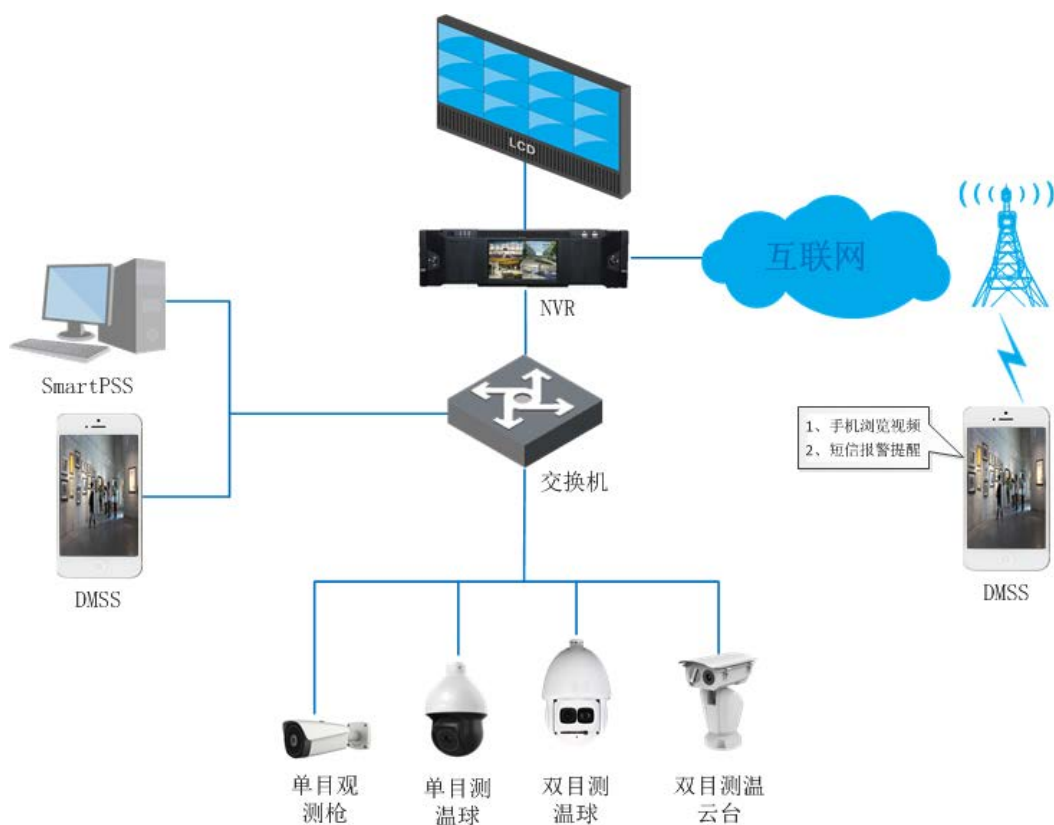 LCD
互联网
NVR
SmartPSS
1、手机浏览视频
2、短信报警提醒
交换机
DMSS
DMSS
单目观
测枪
单目测
温球
双目测
温球
双目测温
云台